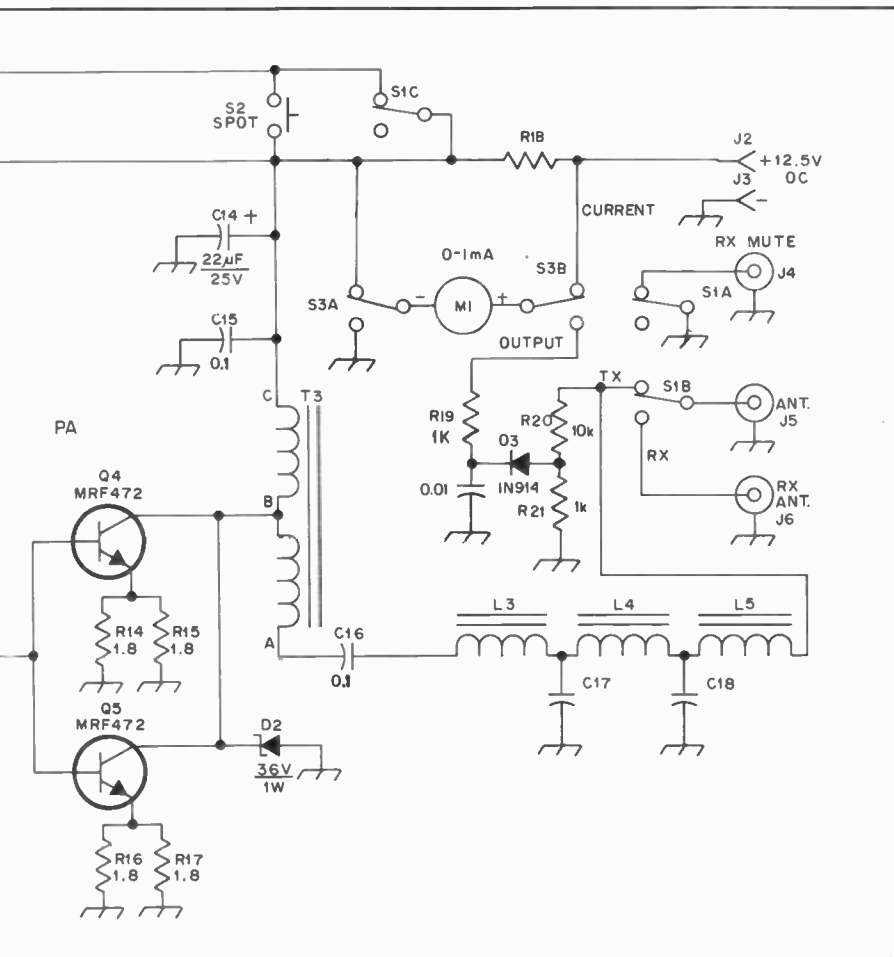 S1C
S2
SPOT
R1B
J2
+12.5V
DC
J3
-
CURRENT
C14 +
22µF
25V
RX MUTE
J4
0-1mA
S3B
S1A
S3A
-
M1
+
C15
0.1
OUTPUT
C
T3
TX
S1B
ANT.
J5
R19
1K
R20
10k
PA
D3
RX
Q4
MRF472
B
0.01
1N914
R21
1k
RX
ANT.
J6
L3
L4
L5
R14
1.8
R15
1.8
A
C16
0.1
C17
C18
Q5
MRF472
D2
36V
1W
R16
1.8
R17
1.8